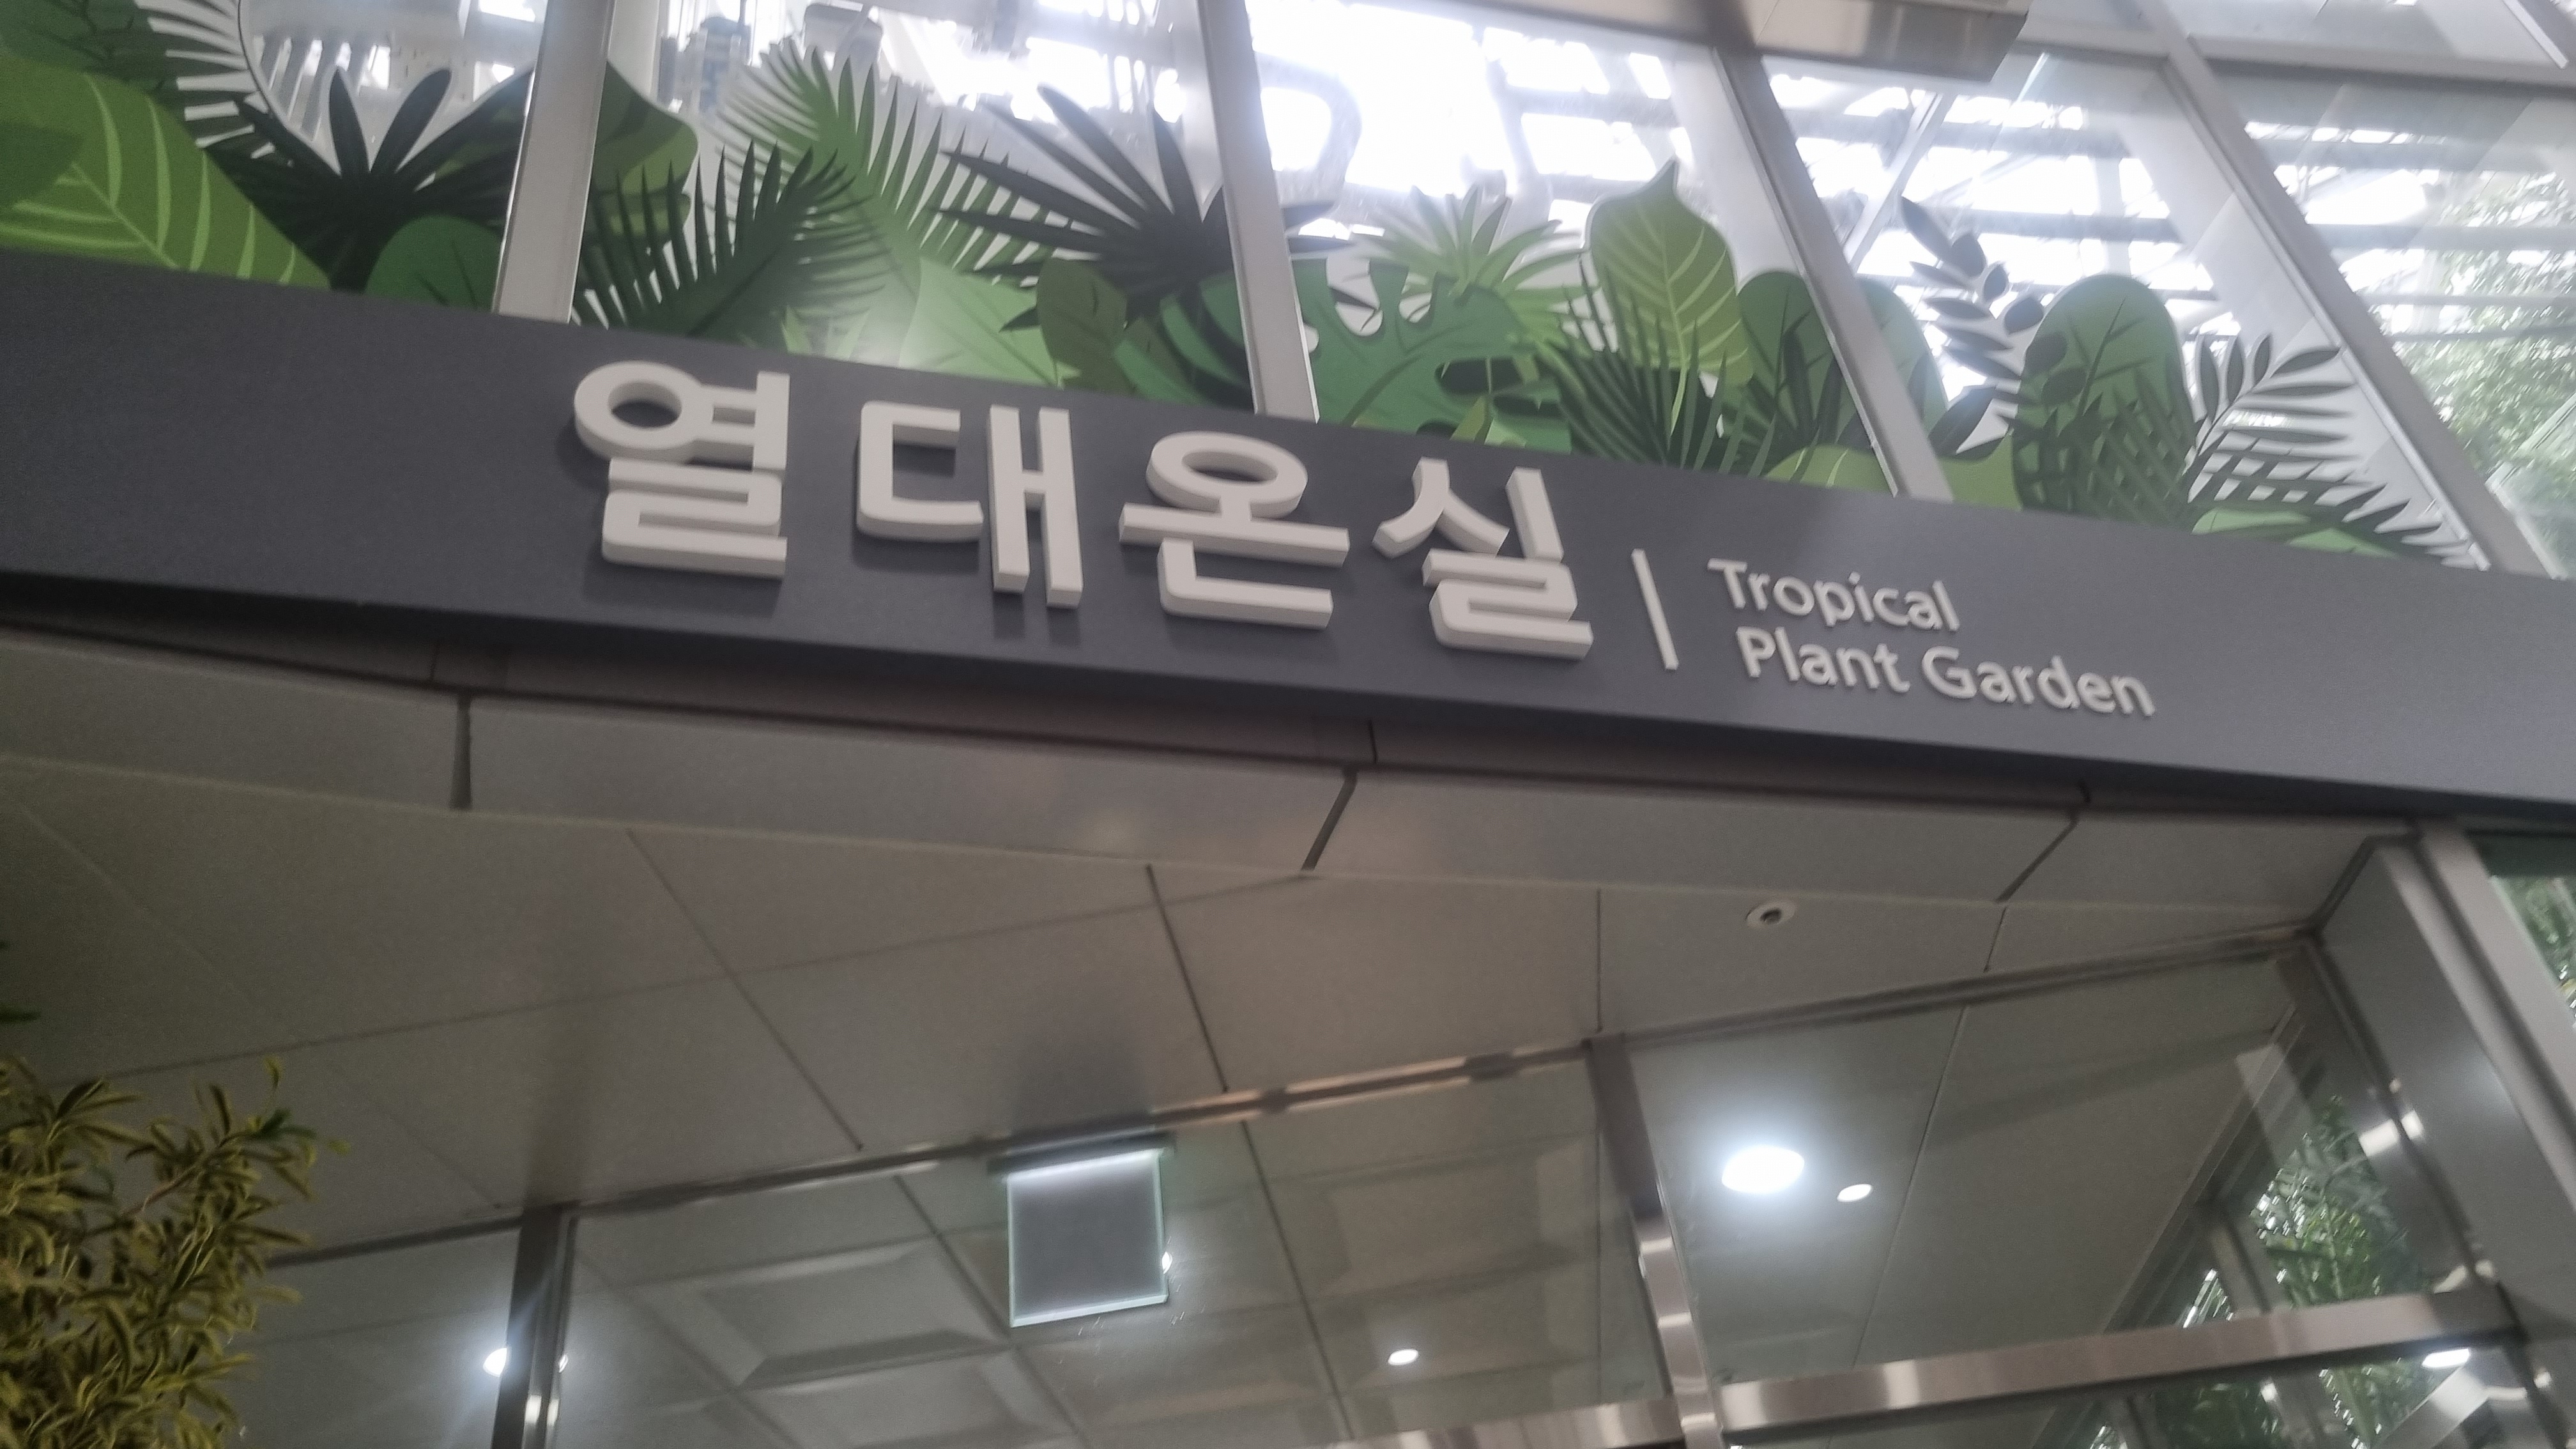 열대온실 | Tropical
Plant Garden